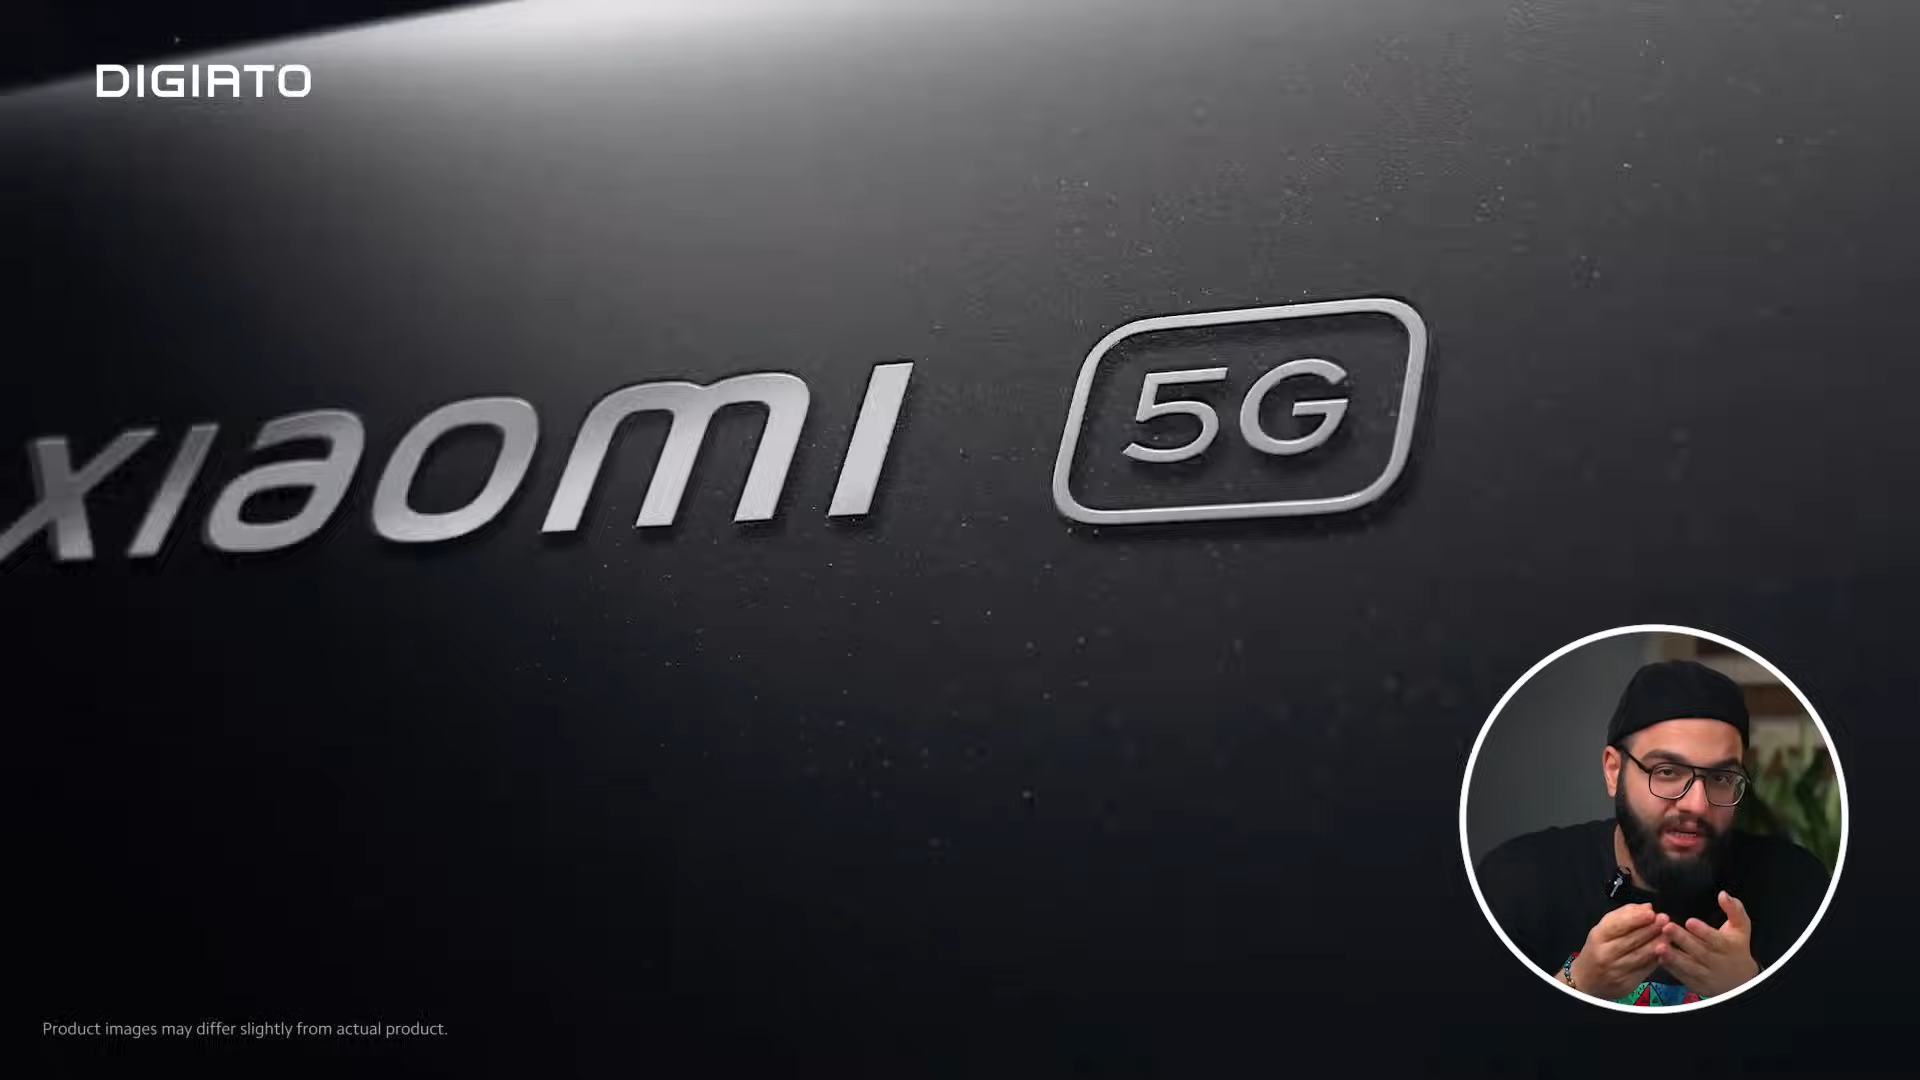 DIGIATO
xiaomi 5G
Product images may differ slightly from actual product.